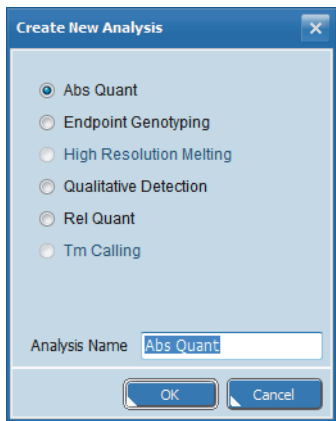 Create New Analysis
Abs Quant
Endpoint Genotyping
High Resolution Melting
Qualitative Detection
Rel Quant
Tm Calling
Analysis Name Abs Quant
OK Cancel